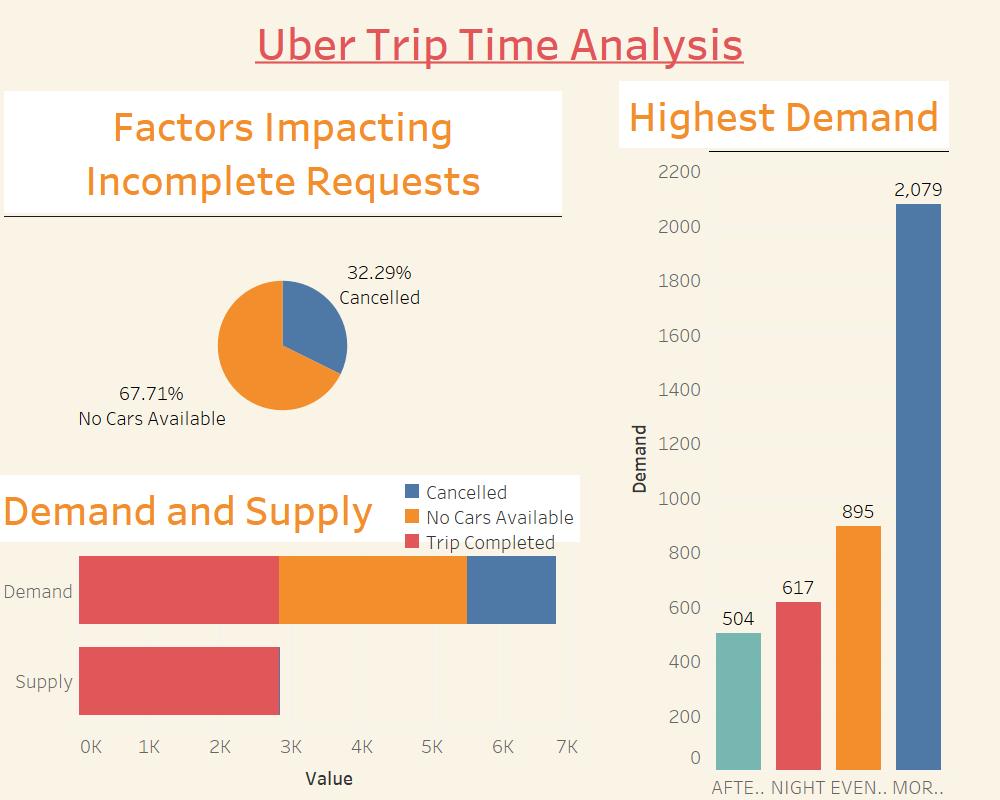 Uber Trip Time Analysis
Factors Impacting
Incomplete Requests
32.29%
Cancelled
67.71%
No Cars Available
Demand and Supply
Cancelled
No Cars Available
Trip Completed
Demand
Supply
0K 1K 2K 3K 4K 5K 6K 7K
Value
Highest Demand
2200
2000
1800
1600
1400
1200
1000
800
600
400
200
0
Demand
504
617
895
2,079
AFTE.. NIGHT EVEN.. MOR..